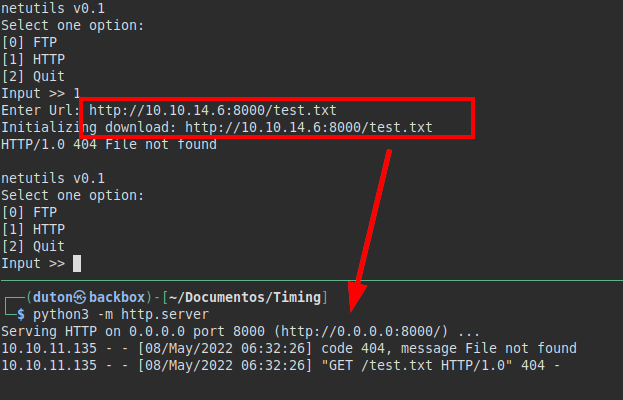 netutils v0.1
Select one option:
[0] FTP
[1] HTTP
[2] Quit
Input >> 1
Enter Url: http://10.10.14.6:8000/test.txt
Initializing download: http://10.10.14.6:8000/test.txt
HTTP/1.0 404 File not found
netutils v0.1
Select one option:
[0] FTP
[1] HTTP
[2] Quit
Input >>
┌──(duton㉿backbox)-[~/Documentos/Timing]
└─$ python3 -m http.server
Serving HTTP on 0.0.0.0 port 8000 (http://0.0.0.0:8000/) ...
10.10.11.135 - - [08/May/2022 06:32:26] code 404, message File not found
10.10.11.135 - - [08/May/2022 06:32:26] "GET /test.txt HTTP/1.0" 404 -